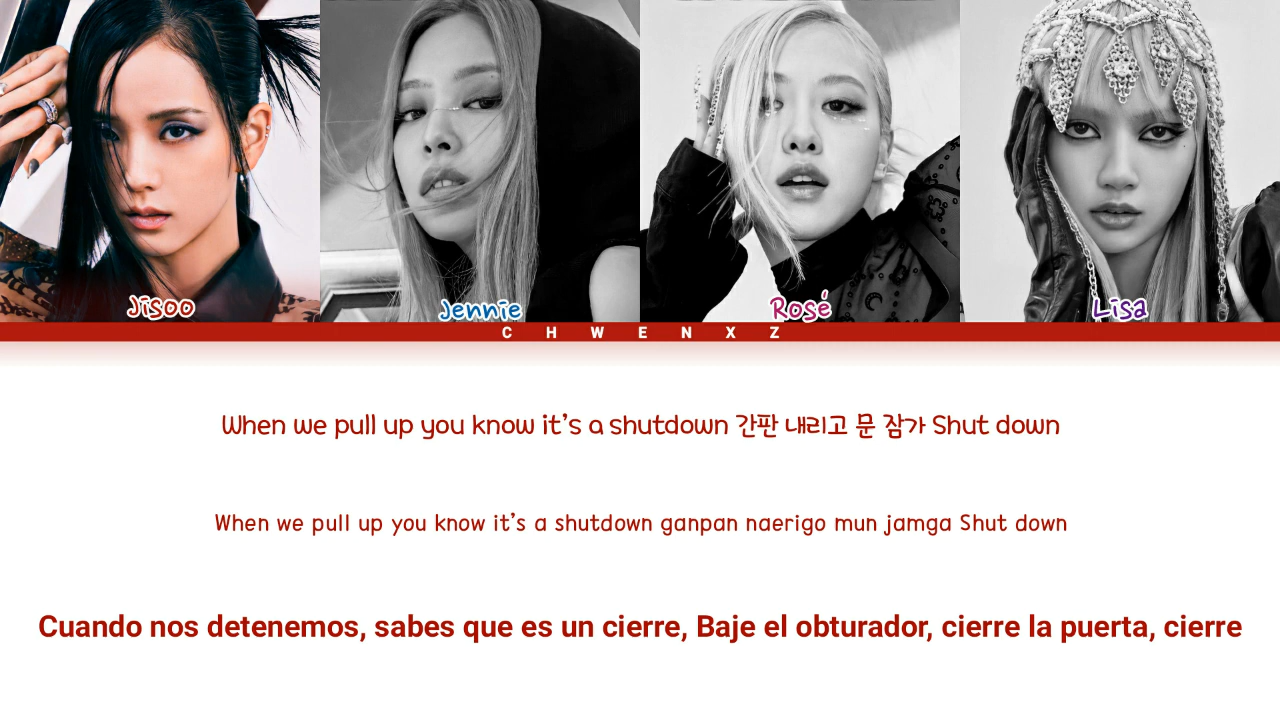 Jisoo
Jennie
Rosé
Lisa
CHWENXZ
When we pull up you know it's a shutdown 간판 내리고 문 잠가 Shut down
When we pull up you know it's a shutdown ganpan naerigo mun jamga Shut down
Cuando nos detenemos, sabes que es un cierre, Baje el obturador, cierre la puerta, cierre